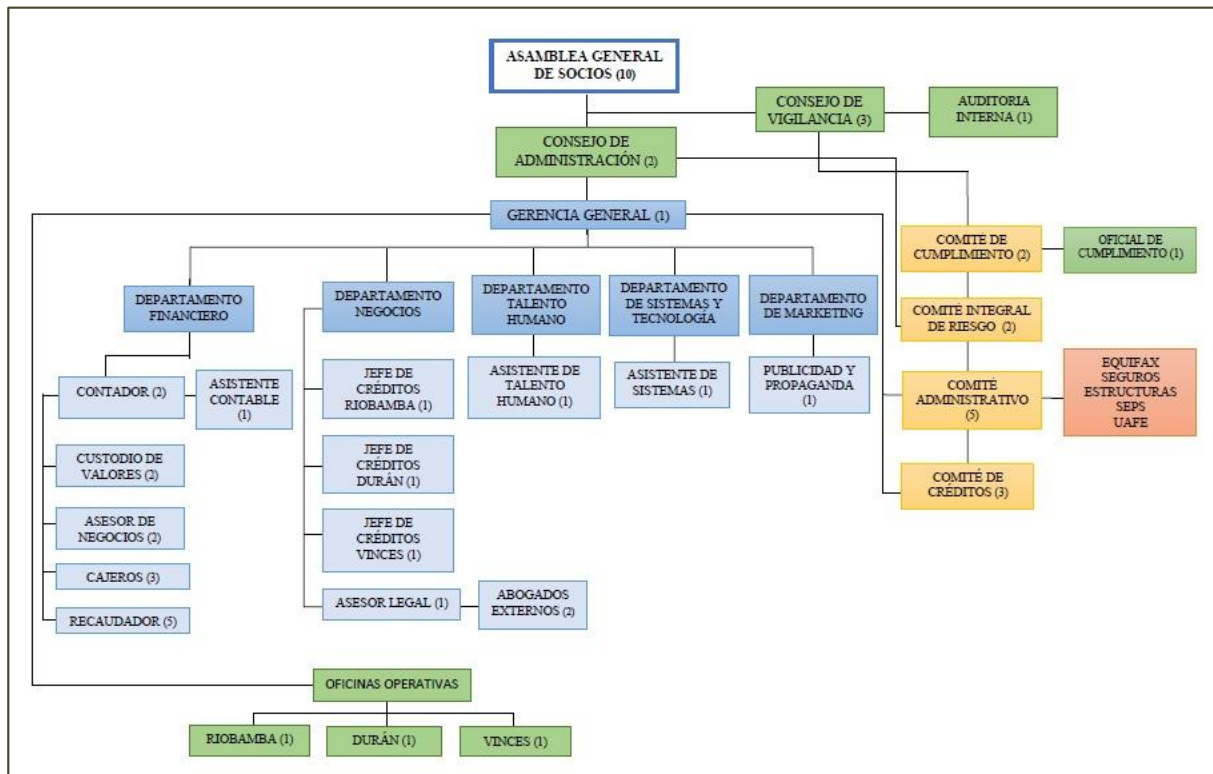 ASAMBLEA GENERAL
DE SOCIOS (10)
CONSEJO DE
VIGILANCIA (3)
AUDITORIA
INTERNA (1)
CONSEJO DE
ADMINISTRACIÓN (2)
GERENCIA GENERAL (1)
COMITÉ DE
CUMPLIMIENTO (2)
OFICIAL DE
CUMPLIMIENTO (1)
DEPARTAMENTO
FINANCIERO
DEPARTAMENTO
NEGOCIOS
DEPARTAMENTO
TALENTO
HUMANO
DEPARTAMENTO
DE SISTEMAS Y
TECNOLOGÍA
DEPARTAMENTO
DE MARKETING
COMITÉ INTEGRAL
DE RIESGO (2)
CONTADOR (2)
ASISTENTE
CONTABLE
(1)
JEFE DE
CRÉDITOS
RIOBAMBA (1)
ASISTENTE DE
TALENTO
HUMANO (1)
ASISTENTE DE
SISTEMAS (1)
PUBLICIDAD Y
PROPAGANDA
(1)
COMITÉ
ADMINISTRATIVO
(5)
EQUIFAX
SEGUROS
ESTRUCTURAS
SEPS
UAFE
CUSTODIO DE
VALORES (2)
JEFE DE
CRÉDITOS
DURÁN (1)
COMITÉ DE
CRÉDITOS (3)
ASESOR DE
NEGOCIOS (2)
JEFE DE
CRÉDITOS
VINCES (1)
CAJEROS (3)
ASESOR LEGAL (1)
ABOGADOS
EXTERNOS (2)
RECAUDADOR (5)
OFICINAS OPERATIVAS
RIOBAMBA (1)
DURÁN (1)
VINCES (1)